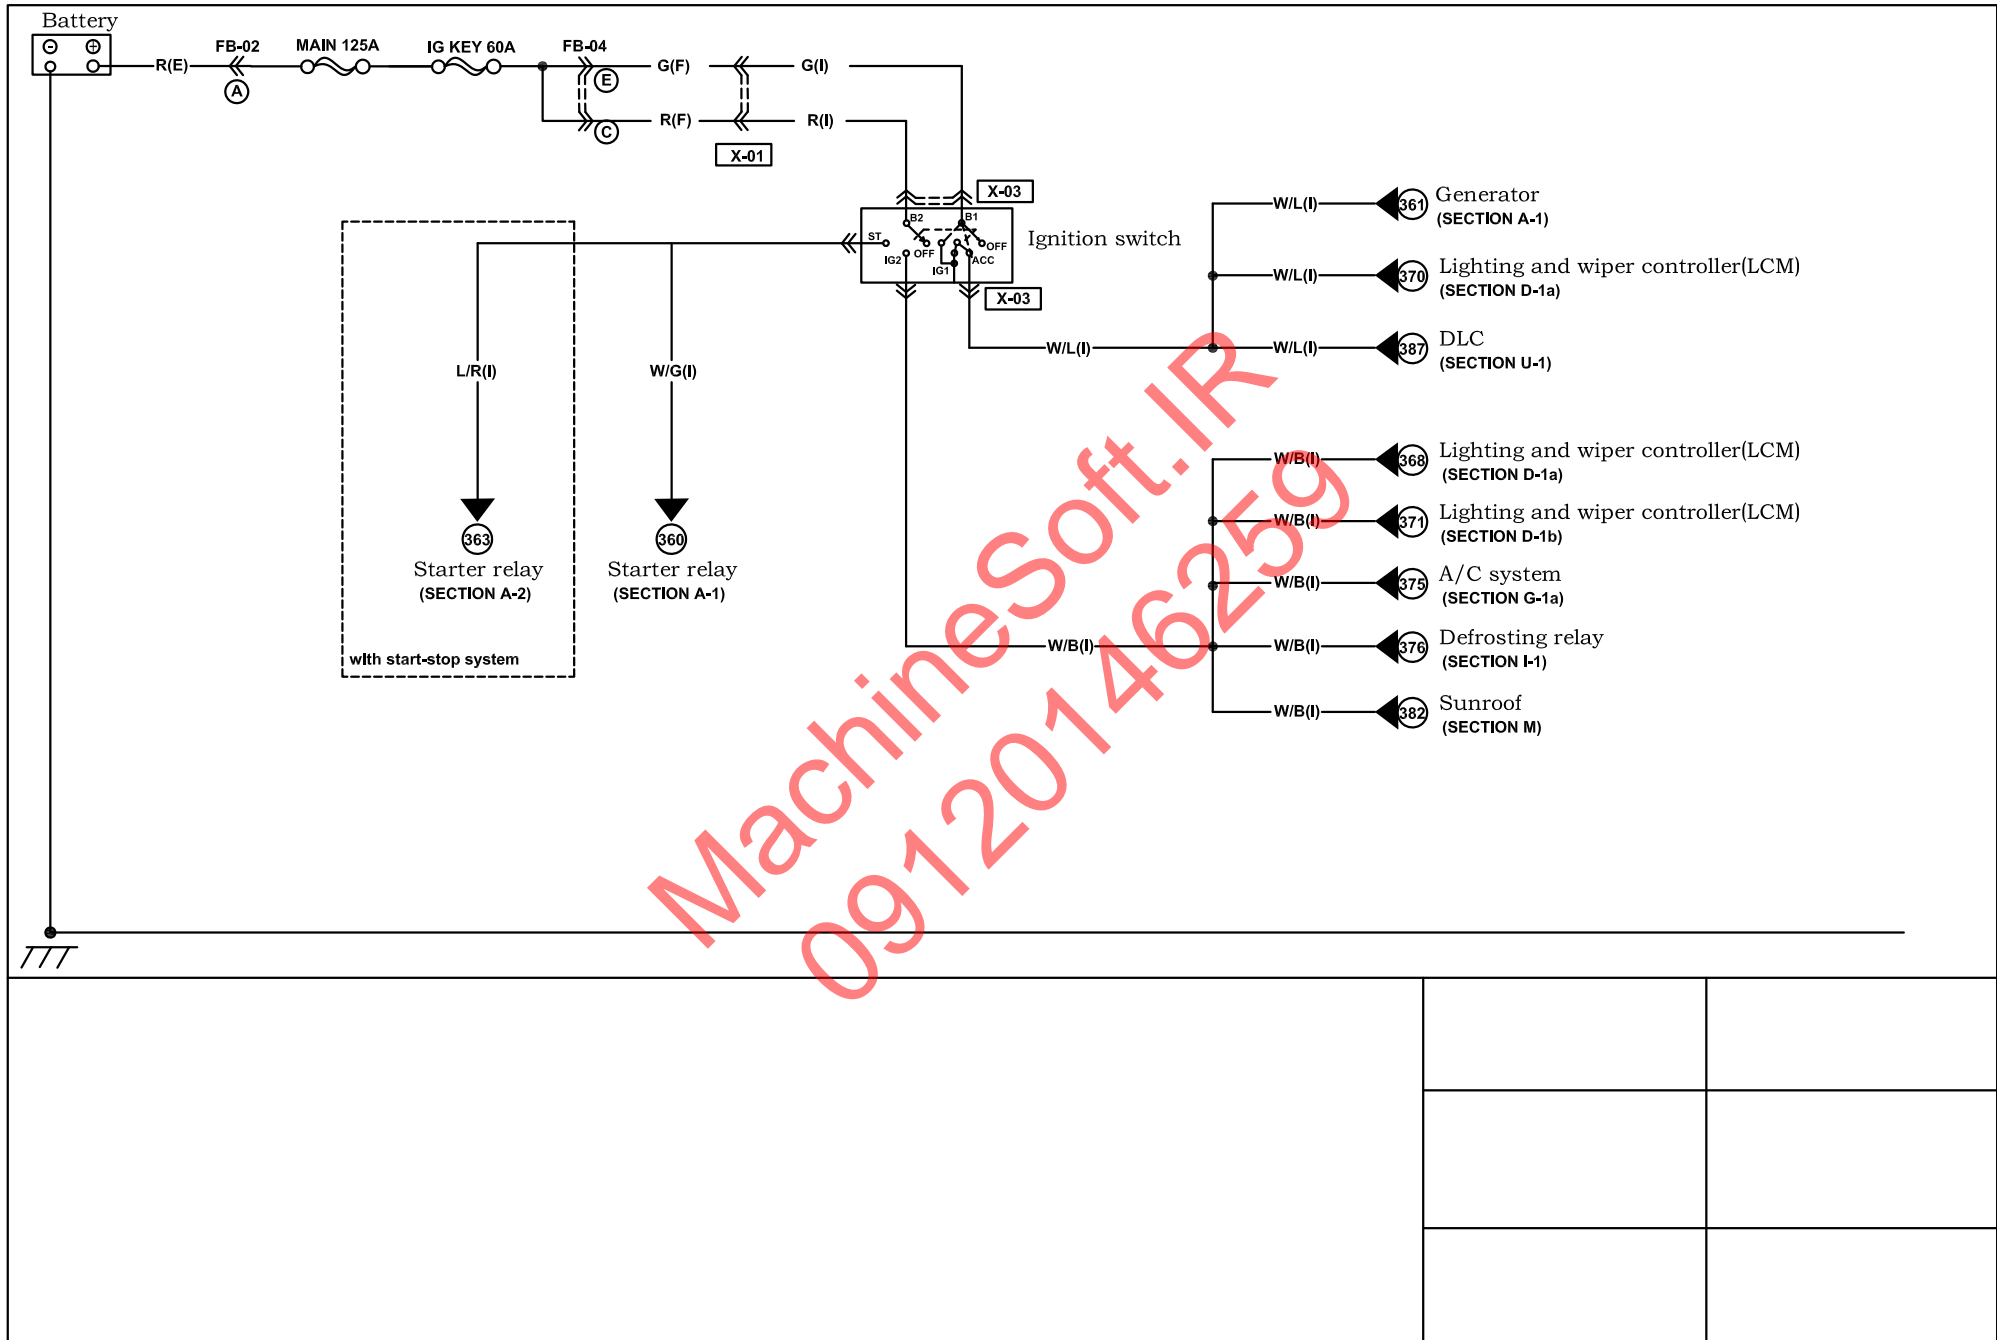 Battery
FB-02
MAIN 125A
IG KEY 60A
FB-04
R(E)
A
E
G(F)
G(I)
C
R(F)
R(I)
X-01
X-03
B2
B1
ST
OFF
OFF
IG2
IG1
ACC
Ignition switch
X-03
W/L(I)
361
Generator
(SECTION A-1)
W/L(I)
370
Lighting and wiper controller(LCM)
(SECTION D-1a)
W/L(I)
W/L(I)
387
DLC
(SECTION U-1)
L/R(I)
W/G(I)
363
Starter relay
(SECTION A-2)
360
Starter relay
(SECTION A-1)
with start-stop system
W/B(I)
368
Lighting and wiper controller(LCM)
(SECTION D-1a)
W/B(I)
371
Lighting and wiper controller(LCM)
(SECTION D-1b)
W/B(I)
375
A/C system
(SECTION G-1a)
W/B(I)
W/B(I)
376
Defrosting relay
(SECTION I-1)
W/B(I)
382
Sunroof
(SECTION M)
MachineSoft.IR
09120146259